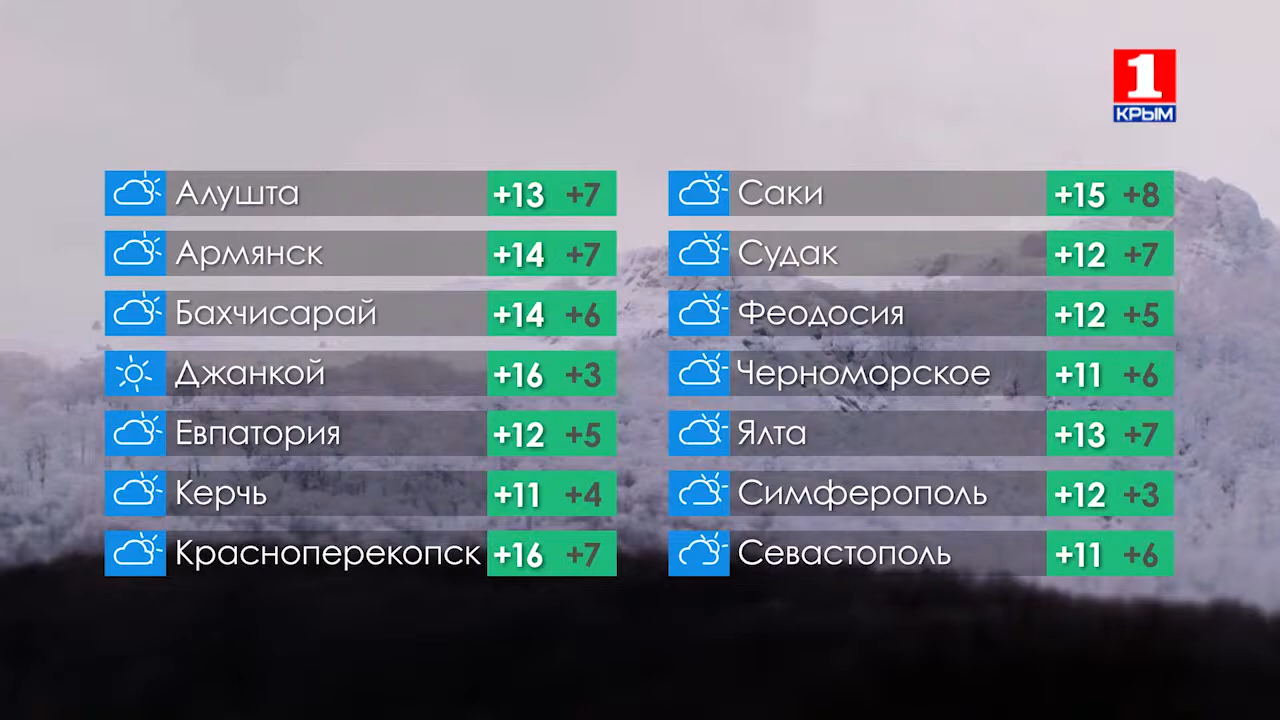 1
КРЫМ
Алушта +13 +7
Армянск +14 +7
Бахчисарай +14 +6
Джанкой +16 +3
Евпатория +12 +5
Керчь +11 +4
Красноперекопск +16 +7
Саки +15 +8
Судак +12 +7
Феодосия +12 +5
Черноморское +11 +6
Ялта +13 +7
Симферополь +12 +3
Севастополь +11 +6